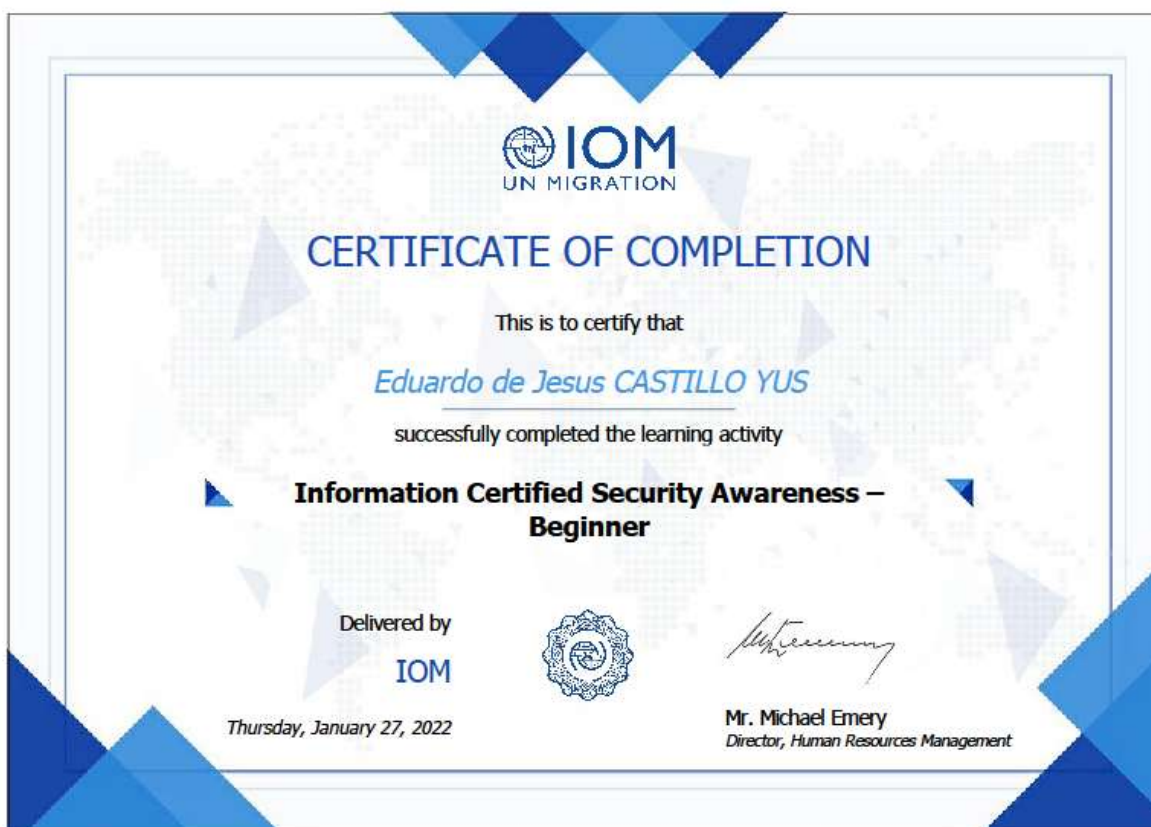 IOM
UN MIGRATION
CERTIFICATE OF COMPLETION
This is to certify that
Eduardo de Jesus CASTILLO YUS
successfully completed the learning activity
Information Certified Security Awareness –
Beginner
Delivered by
IOM
Thursday, January 27, 2022
Mr. Michael Emery
Director, Human Resources Management